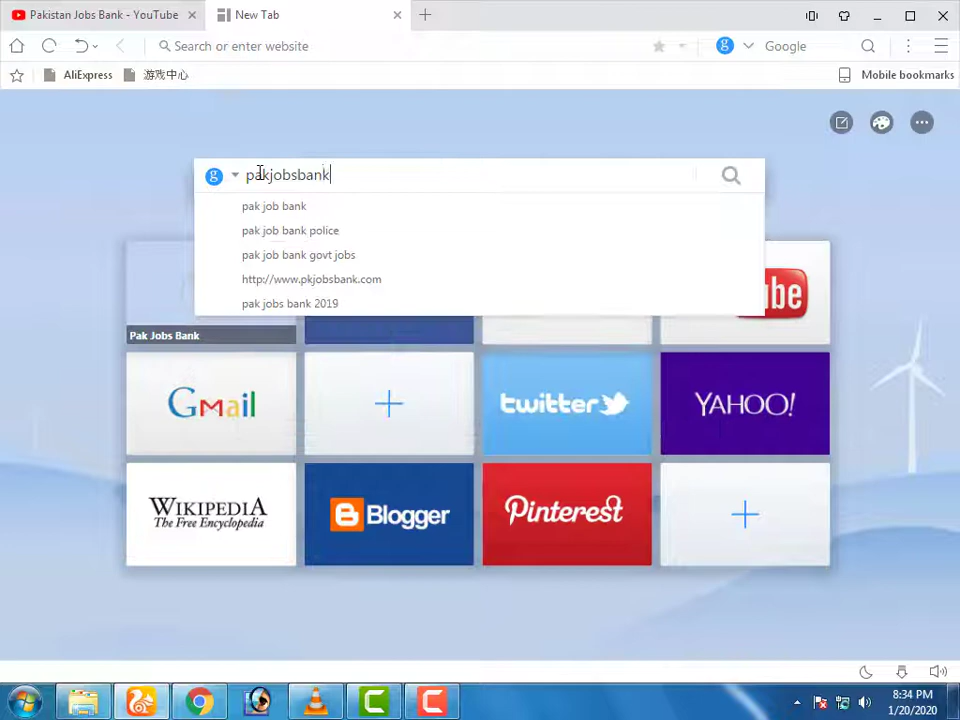 Pakistan Jobs Bank - YouTube
New Tab
Search or enter website
Google
AliExpress
游戏中心
Mobile bookmarks
pakjobsbank
pak job bank
pak job bank police
pak job bank govt jobs
http://www.pkjobsbank.com
pak jobs bank 2019
Pak Jobs Bank
Gmail
twitter
YAHOO!
WIKIPEDIA
The Free Encyclopedia
Blogger
Pinterest
8:34 PM
1/20/2020